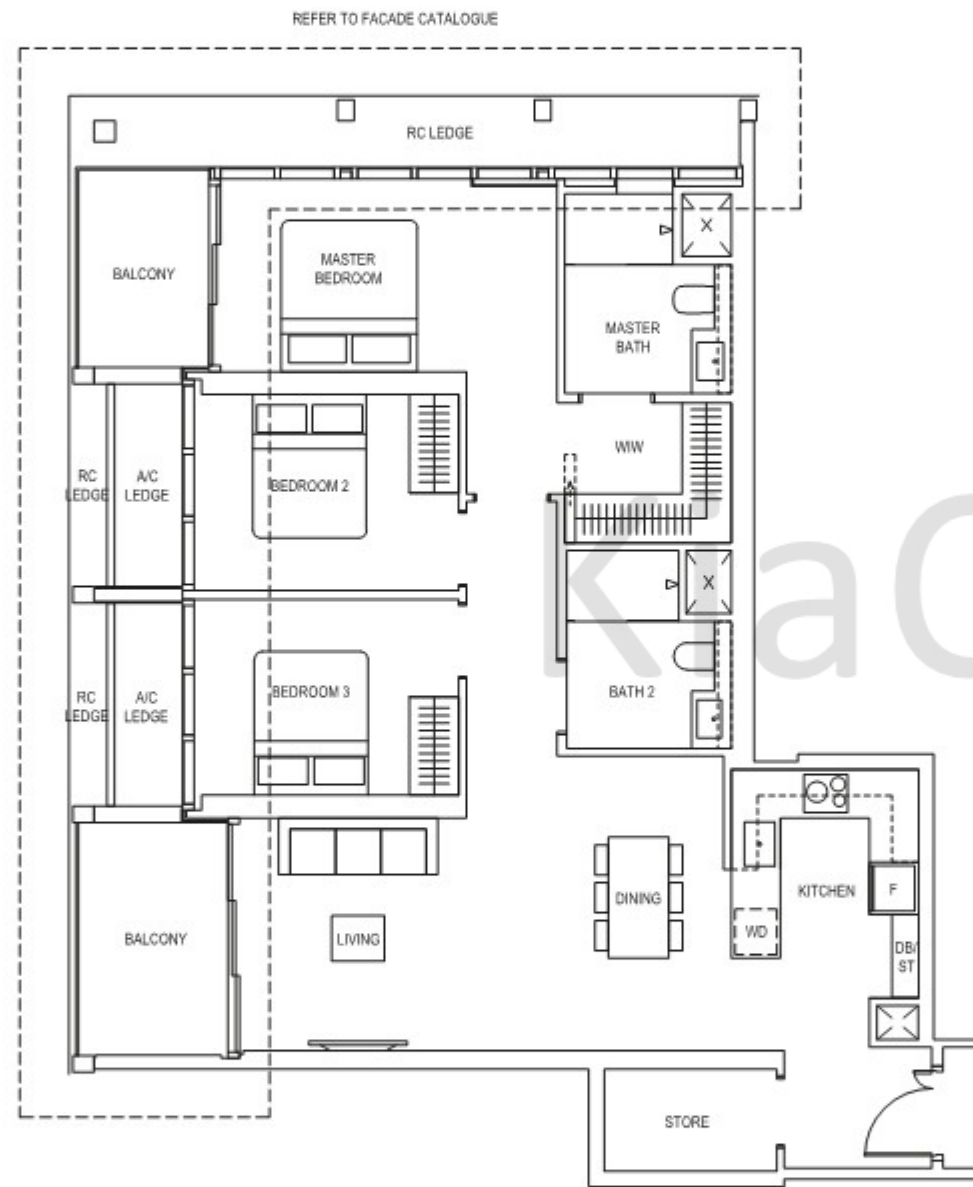 REFER TO FACADE CATALOGUE
RC LEDGE
BALCONY
MASTER
BEDROOM
X
MASTER
BATH
RC
LEDGE
A/C
LEDGE
BEDROOM 2
WIW
KiaO
X
RC
LEDGE
A/C
LEDGE
BEDROOM 3
BATH 2
BALCONY
LIVING
DINING
KITCHEN
F
WD
DB/
ST
STORE